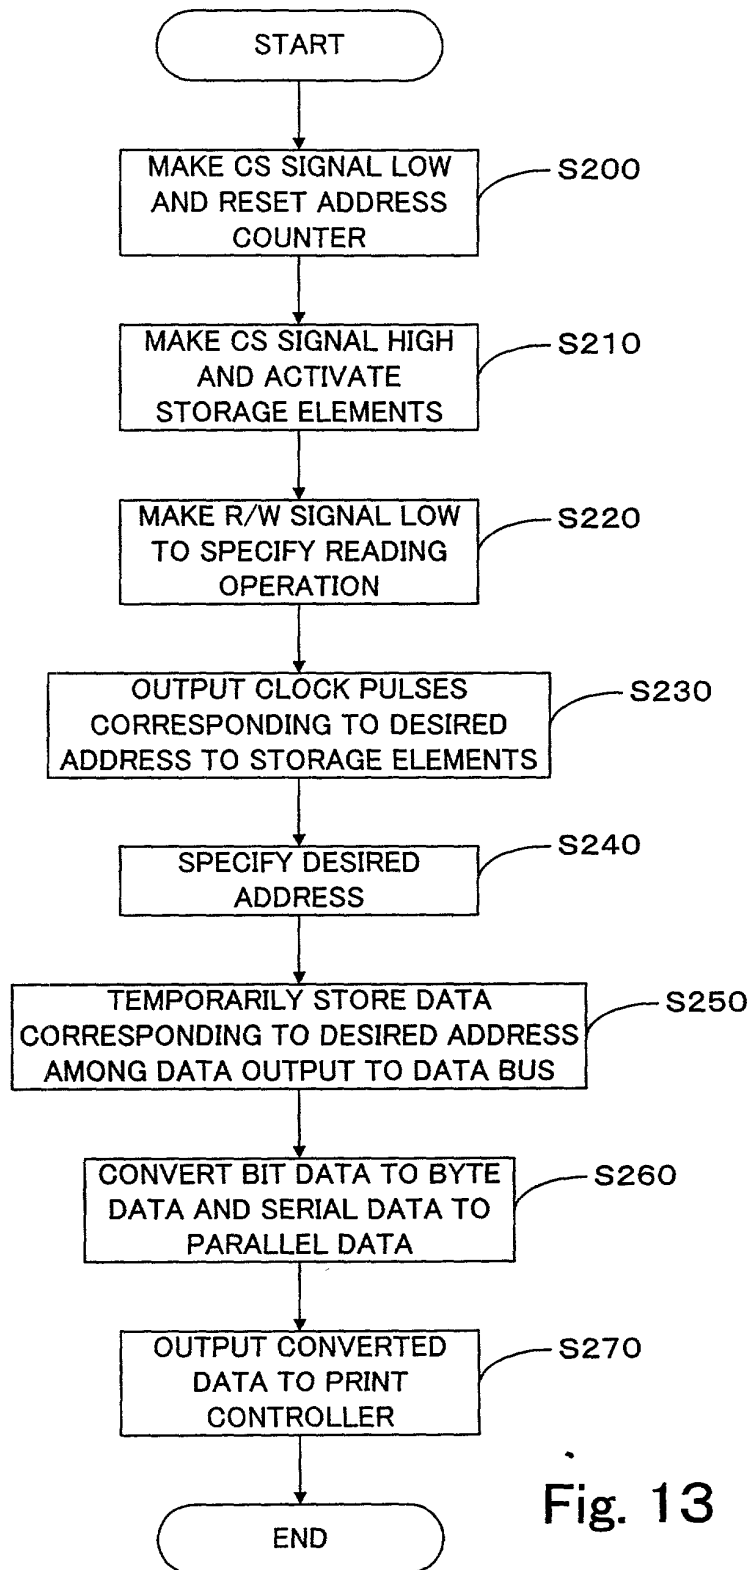 START
MAKE CS SIGNAL LOW
AND RESET ADDRESS
COUNTER
S200
MAKE CS SIGNAL HIGH
AND ACTIVATE
STORAGE ELEMENTS
S210
MAKE R/W SIGNAL LOW
TO SPECIFY READING
OPERATION
S220
OUTPUT CLOCK PULSES
CORRESPONDING TO DESIRED
ADDRESS TO STORAGE ELEMENTS
S230
SPECIFY DESIRED
ADDRESS
S240
TEMPORARILY STORE DATA
CORRESPONDING TO DESIRED ADDRESS
AMONG DATA OUTPUT TO DATA BUS
S250
CONVERT BIT DATA TO BYTE
DATA AND SERIAL DATA TO
PARALLEL DATA
S260
OUTPUT CONVERTED
DATA TO PRINT
CONTROLLER
S270
END
Fig. 13